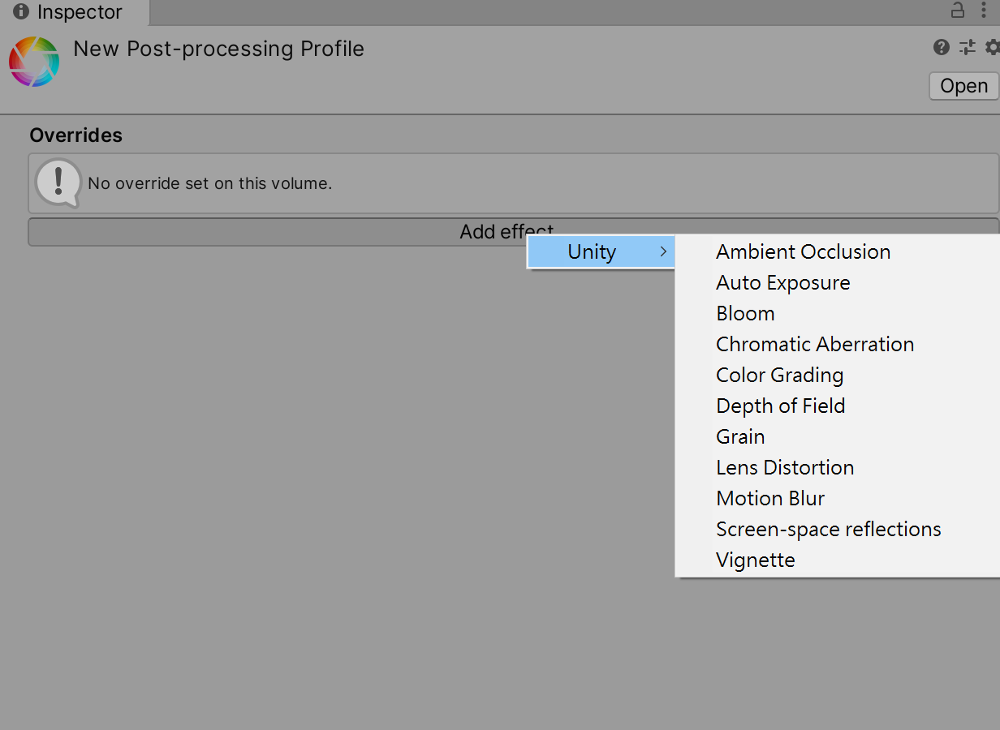 Inspector
New Post-processing Profile
Open
Overrides
No override set on this volume.
Add effect
Unity
Ambient Occlusion
Auto Exposure
Bloom
Chromatic Aberration
Color Grading
Depth of Field
Grain
Lens Distortion
Motion Blur
Screen-space reflections
Vignette